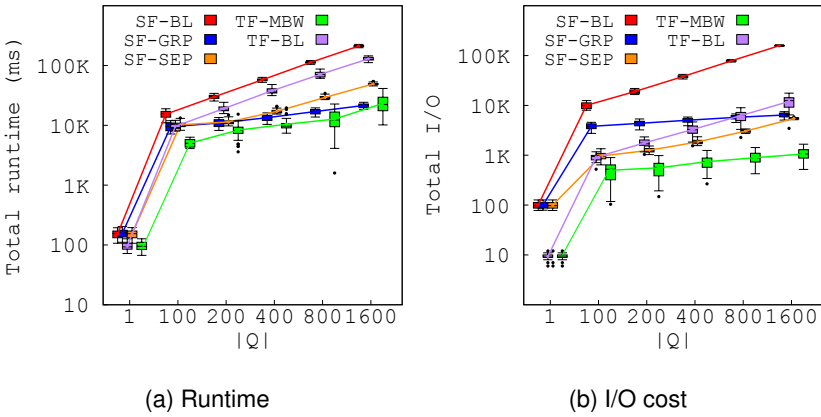 SF-BL
TF-MBW
SF-GRP
TF-BL
SF-SEP
Total runtime (ms)
100K
10K
1K
100
10
1 100 200 400 800 1600
|Q|
(a) Runtime
SF-BL
TF-MBW
SF-GRP
TF-BL
SF-SEP
Total I/O
100K
10K
1K
100
10
1 100 200 400 800 1600
|Q|
(b) I/O cost